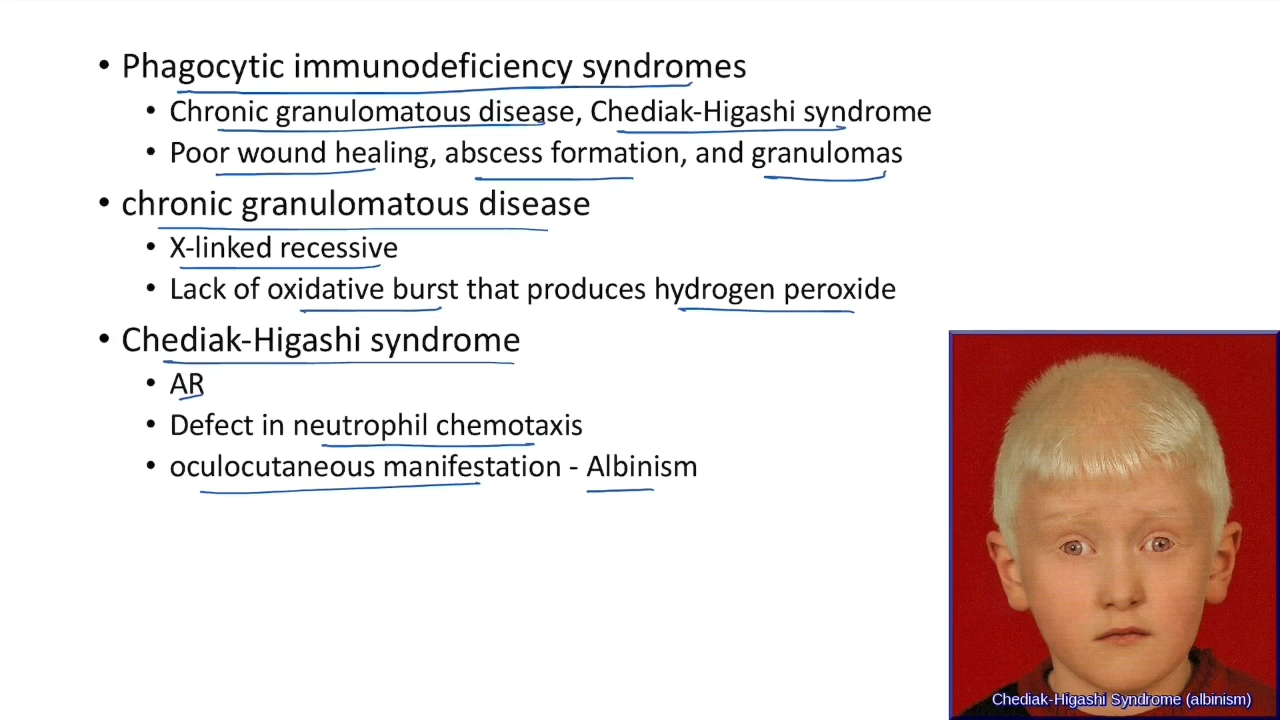 • Phagocytic immunodeficiency syndromes
• Chronic granulomatous disease, Chediak-Higashi syndrome
• Poor wound healing, abscess formation, and granulomas
• chronic granulomatous disease
• X-linked recessive
• Lack of oxidative burst that produces hydrogen peroxide
• Chediak-Higashi syndrome
• AR
• Defect in neutrophil chemotaxis
• oculocutaneous manifestation - Albinism
Chediak-Higashi Syndrome (albinism)